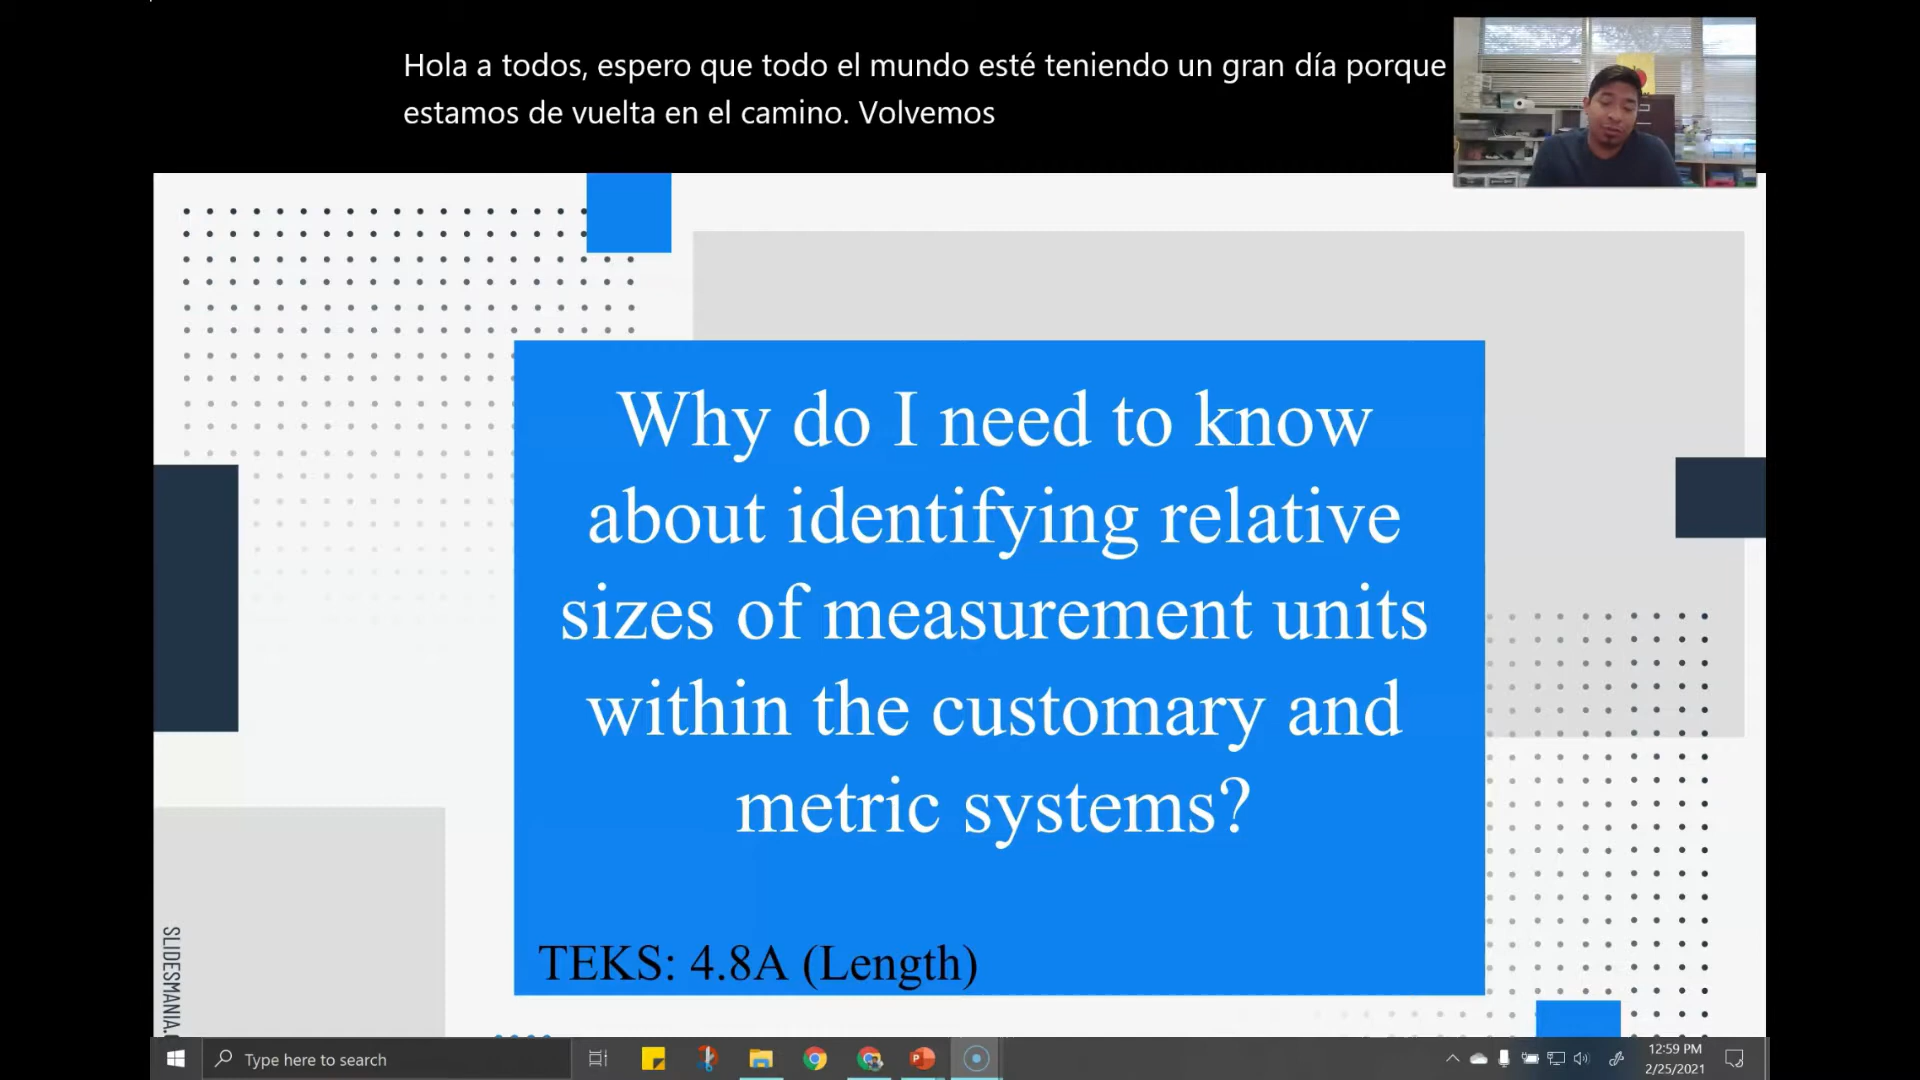 Hola a todos, espero que todo el mundo esté teniendo un gran día porque
estamos de vuelta en el camino. Volvemos
Why do I need to know
about identifying relative
sizes of measurement units
within the customary and
metric systems?
TEKS: 4.8A (Length)
SLIDESMANIA.
Type here to search
12:59 PM
2/25/2021